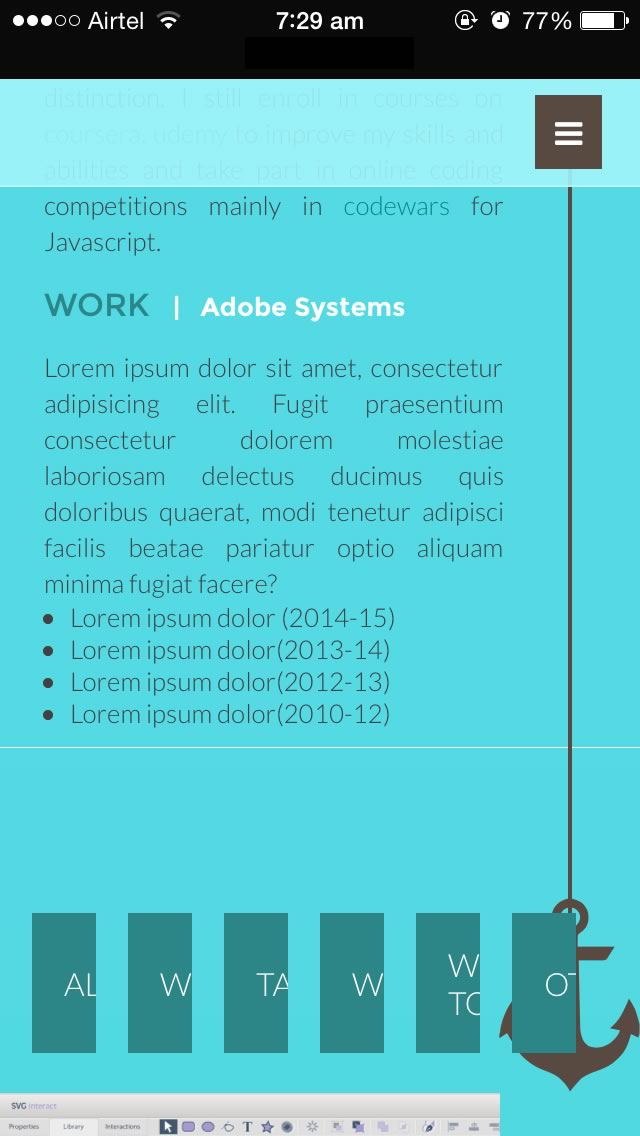 Airtel 7:29 am 77%
distinction. I still enroll in courses on
coursera, udemy to improve my skills and
abilities and take part in online coding
competitions mainly in codewars for
Javascript.
WORK | Adobe Systems
Lorem ipsum dolor sit amet, consectetur
adipisicing elit. Fugit praesentium
consectetur dolorem molestiae
laboriosam delectus ducimus quis
doloribus quaerat, modi tenetur adipisci
facilis beatae pariatur optio aliquam
minima fugiat facere?
Lorem ipsum dolor (2014-15)
Lorem ipsum dolor(2013-14)
Lorem ipsum dolor(2012-13)
Lorem ipsum dolor(2010-12)
AL W TA W W OT
TO
SVG interact
Properties Library Interactions T